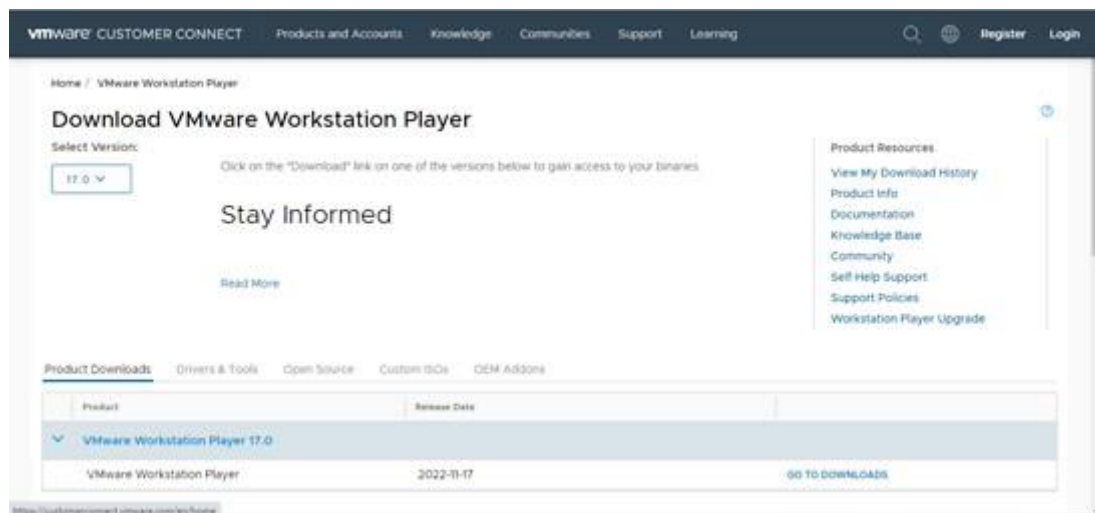 vmware CUSTOMER CONNECT Products and Accounts Knowledge Communities Support Learning Register Login
Home / VMware Workstation Player
Download VMware Workstation Player
Select Version:
17.0
Click on the "Download" link on one of the versions below to gain access to your binaries.
Stay Informed
Read More
Product Resources
View My Download History
Product Info
Documentation
Knowledge Base
Community
Self Help Support
Support Policies
Workstation Player Upgrade
Product Downloads Drivers & Tools Open Source Custom ISOs OEM Addons
Product Release Date
VMware Workstation Player 17.0
VMware Workstation Player 2022-11-17 GO TO DOWNLOADS